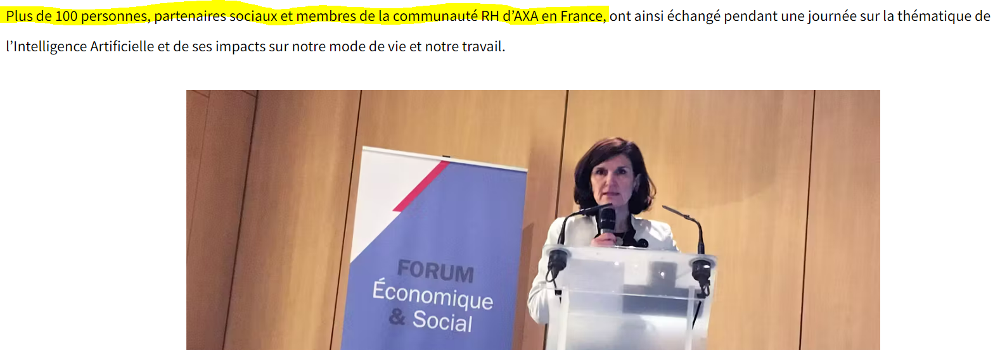 Plus de 100 personnes, partenaires sociaux et membres de la communauté RH d’AXA en France, ont ainsi échangé pendant une journée sur la thématique de
l’Intelligence Artificielle et de ses impacts sur notre mode de vie et notre travail.
FORUM
Économique
& Social